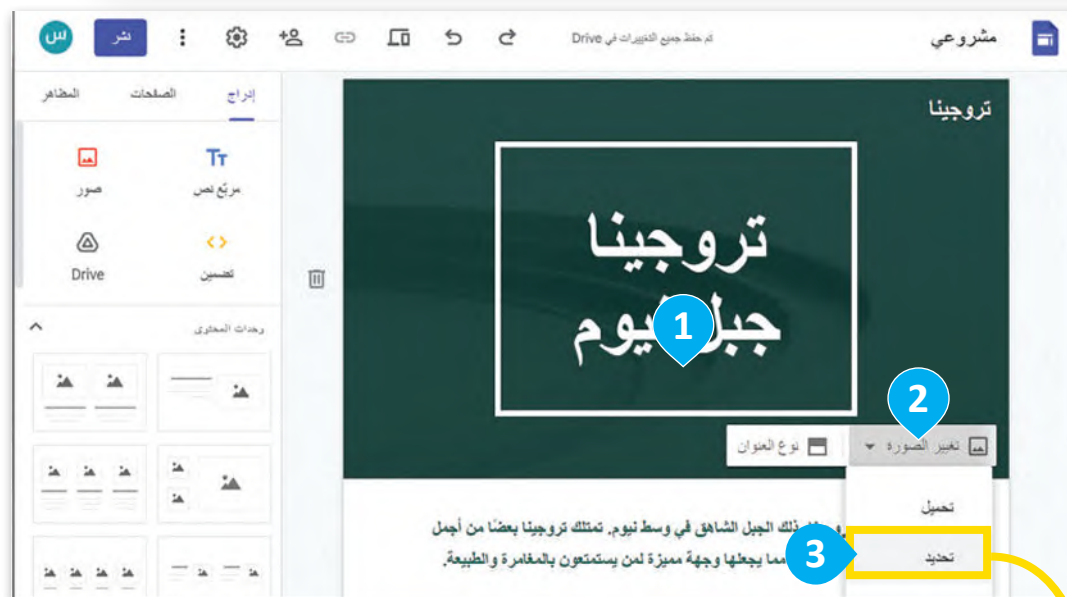 مشروعي
تم حفظ جميع التغييرات في Drive
نشر
س
إدراج
الصفحات
المظاهر
مربّع نص
صور
تضمين
Drive
وحدات المحتوى
تروجينا
تروجينا
جبل نيوم
1
2
تغيير الصورة
نوع العنوان
تحميل
3
تحديد
ذلك الجبل الشاهق في وسط نيوم. تمتلك تروجينا بعضًا من أجمل
مما يجعلها وجهة مميزة لمن يستمتعون بالمغامرة والطبيعة.